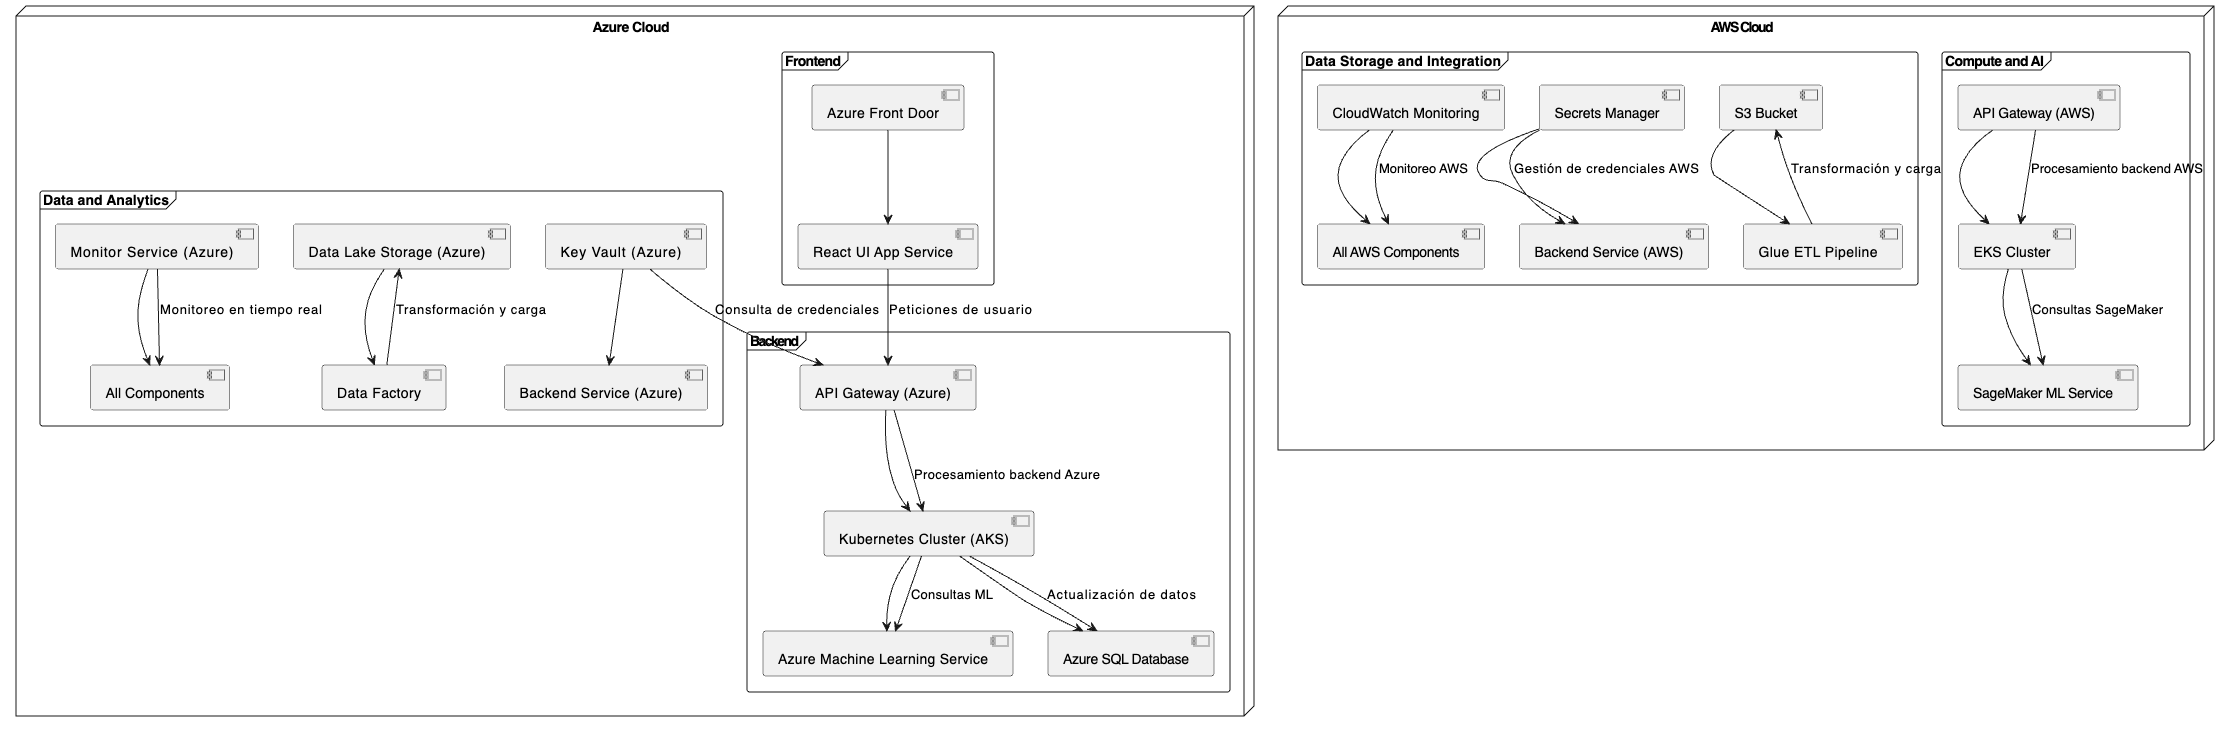 Azure Cloud
Frontend
Azure Front Door
React UI App Service
Data and Analytics
Monitor Service (Azure)
Data Lake Storage (Azure)
Key Vault (Azure)
Monitoreo en tiempo real
Transformación y carga
Consulta de credenciales
Peticiones de usuario
All Components
Data Factory
Backend Service (Azure)
Backend
API Gateway (Azure)
Procesamiento backend Azure
Kubernetes Cluster (AKS)
Consultas ML
Actualización de datos
Azure Machine Learning Service
Azure SQL Database
AWS Cloud
Data Storage and Integration
CloudWatch Monitoring
Secrets Manager
S3 Bucket
Monitoreo AWS
Gestión de credenciales AWS
Transformación y carga
All AWS Components
Backend Service (AWS)
Glue ETL Pipeline
Compute and AI
API Gateway (AWS)
Procesamiento backend AWS
EKS Cluster
Consultas SageMaker
SageMaker ML Service